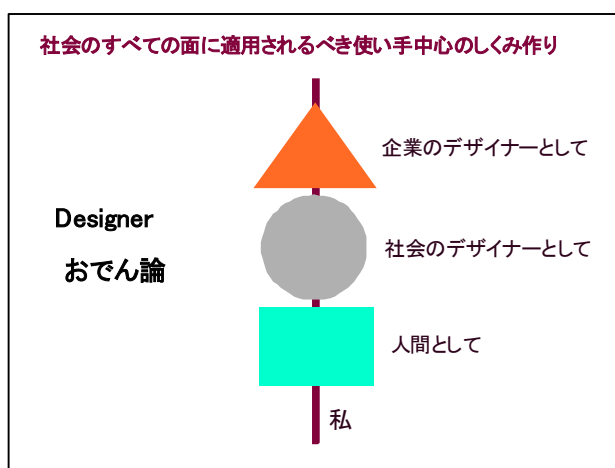 社会のすべての面に適用されるべき使い手中心のしくみ作り
企業のデザイナーとして
Designer
おでん論
社会のデザイナーとして
人間として
私